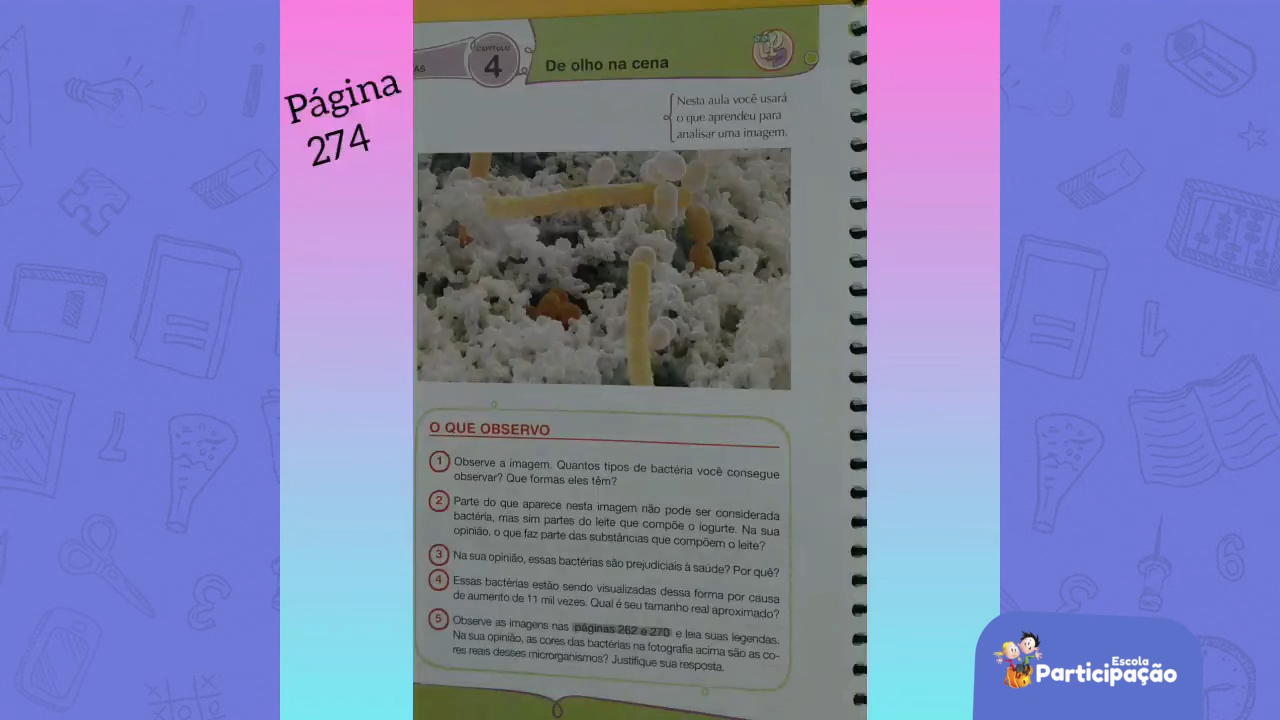 Página
274
AS
CAPÍTULO
4
De olho na cena
Nesta aula você usará
o que aprendeu para
analisar uma imagem.
O QUE OBSERVO
1 Observe a imagem. Quantos tipos de bactéria você consegue
observar? Que formas eles têm?
2 Parte do que aparece nesta imagem não pode ser considerada
bactéria, mas sim partes do leite que compõe o iogurte. Na sua
opinião, o que faz parte das substâncias que compõem o leite?
3 Na sua opinião, essas bactérias são prejudiciais à saúde? Por quê?
4 Essas bactérias estão sendo visualizadas dessa forma por causa
de aumento de 11 mil vezes. Qual é seu tamanho real aproximado?
5 Observe as imagens nas páginas 262 e 270 e leia suas legendas.
Na sua opinião, as cores das bactérias na fotografia acima são as co-
res reais desses microrganismos? Justifique sua resposta.
Escola
Participação